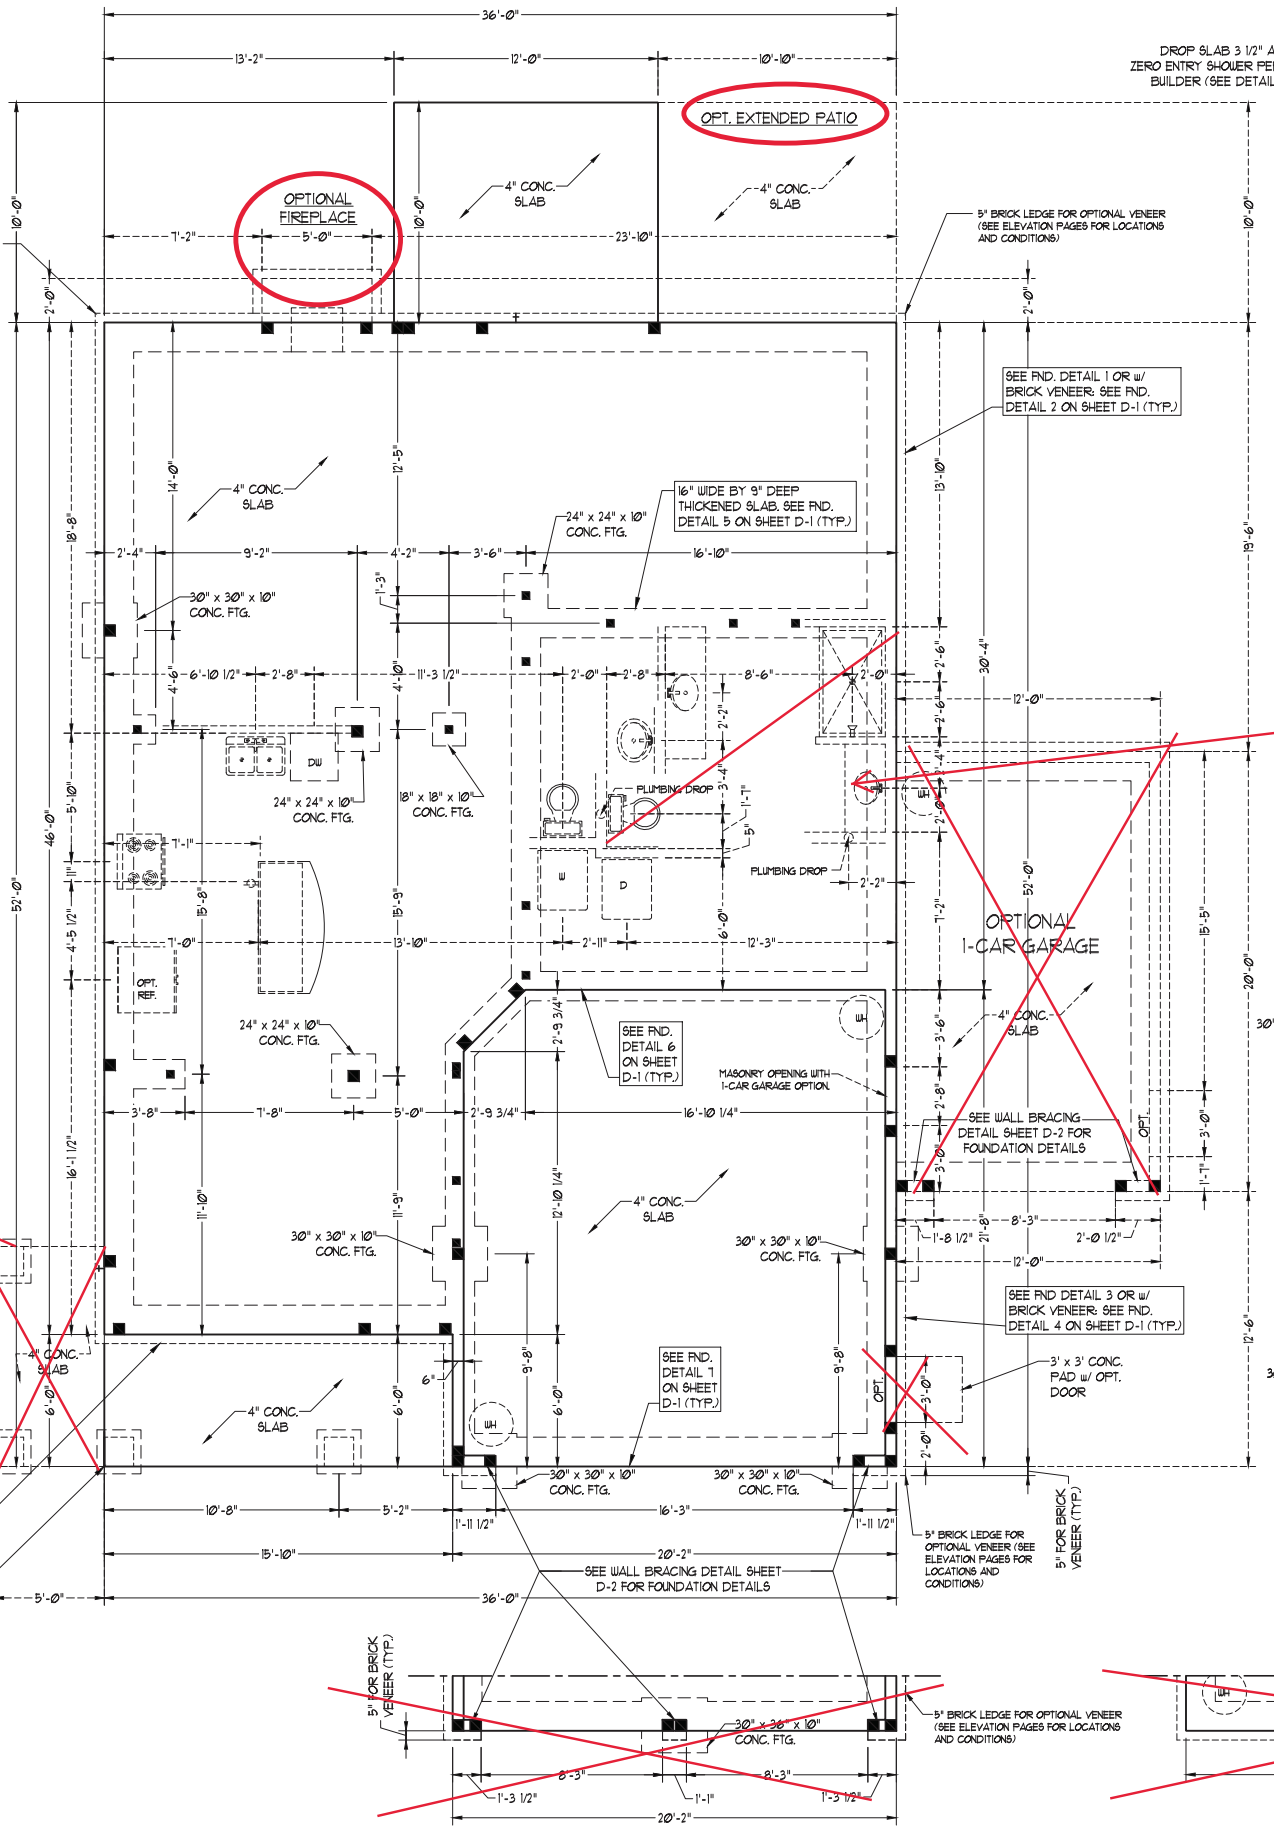 36'-0"
13'-2"
12'-0"
10'-10"
DROP SLAB 3 1/2" A
ZERO ENTRY SHOWER PE
BUILDER (SEE DETAIL
OPT. EXTENDED PATIO
4" CONC.
SLAB
4" CONC.
SLAB
OPTIONAL
FIREPLACE
10'-0"
10'-0"
10'-0"
7'-2"
5'-0"
23'-10"
5" BRICK LEDGE FOR OPTIONAL VENEER
(SEE ELEVATION PAGES FOR LOCATIONS
AND CONDITIONS)
2'-0"
2'-0"
SEE FND. DETAIL 1 OR w/
BRICK VENEER: SEE FND.
DETAIL 2 ON SHEET D-1 (TYP.)
14'-0"
12'-5"
13'-10"
4" CONC.
SLAB
16" WIDE BY 9" DEEP
THICKENED SLAB. SEE FND.
DETAIL 5 ON SHEET D-1 (TYP.)
24" x 24" x 10"
CONC. FTG.
18'-8"
19'-6"
2'-4"
9'-2"
4'-2"
3'-6"
16'-10"
1'-3"
30" x 30" x 10"
CONC. FTG.
4'-6"
4'-0"
2'-6"
30'-4"
6'-10 1/2"
2'-8"
11'-3 1/2"
2'-0"
2'-8"
8'-6"
2'-0"
12'-0"
2'-2"
2'-6"
DW
24" x 24" x 10"
CONC. FTG.
18" x 18" x 10"
CONC. FTG.
PLUMBING DROP
3'-4"
1'-7"
5"
2'-4"
2'-0"
WH
5'-10"
46'-0"
52'-0"
7'-1"
11"
4'-5 1/2"
15'-8"
15'-9"
W
D
PLUMBING DROP
2'-2"
7'-2"
52'-0"
OPTIONAL
1-CAR GARAGE
15'-5"
20'-0"
7'-0"
13'-10"
2'-11"
12'-3"
6'-0"
OPT.
REF.
4" CONC.
SLAB
30'
24" x 24" x 10"
CONC. FTG.
2'-9 3/4"
SEE FND.
DETAIL 6
ON SHEET
D-1 (TYP.)
WH
3'-6"
MASONRY OPENING WITH
1-CAR GARAGE OPTION.
2'-8"
3'-8"
7'-8"
5'-0"
2'-9 3/4"
16'-10 1/4"
SEE WALL BRACING
DETAIL SHEET D-2 FOR
FOUNDATION DETAILS
OPT.
3'-0"
3'-0"
1'-7"
16'-1 1/2"
11'-10"
11'-9"
12'-10 1/4"
4" CONC.
SLAB
8'-3"
1'-8 1/2"
2'-0 1/2"
21'-8"
30" x 30" x 10"
CONC. FTG.
30" x 30" x 10"
CONC. FTG.
12'-0"
SEE FND DETAIL 3 OR w/
BRICK VENEER: SEE FND.
DETAIL 4 ON SHEET D-1 (TYP.)
12'-6"
4" CONC.
SLAB
6'-0"
6"
6'-0"
9'-8"
6'-0"
SEE FND.
DETAIL 7
ON SHEET
D-1 (TYP.)
9'-8"
OPT.
3'-0"
2'-0"
3' x 3' CONC.
PAD w/ OPT.
DOOR
4" CONC.
SLAB
WH
30" x 30" x 10"
CONC. FTG.
30" x 30" x 10"
CONC. FTG.
10'-8"
5'-2"
1'-11 1/2"
16'-3"
1'-11 1/2"
5" FOR BRICK
VENEER (TYP.)
5" BRICK LEDGE FOR
OPTIONAL VENEER (SEE
ELEVATION PAGES FOR
LOCATIONS AND
CONDITIONS)
15'-10"
20'-2"
SEE WALL BRACING DETAIL SHEET
D-2 FOR FOUNDATION DETAILS
5'-0"
36'-0"
5" FOR BRICK
VENEER (TYP.)
WH
5" BRICK LEDGE FOR OPTIONAL VENEER
(SEE ELEVATION PAGES FOR LOCATIONS
AND CONDITIONS)
30" x 36" x 10"
CONC. FTG.
8'-3"
8'-3"
1'-3 1/2"
1'-1"
1'-3 1/2"
20'-2"